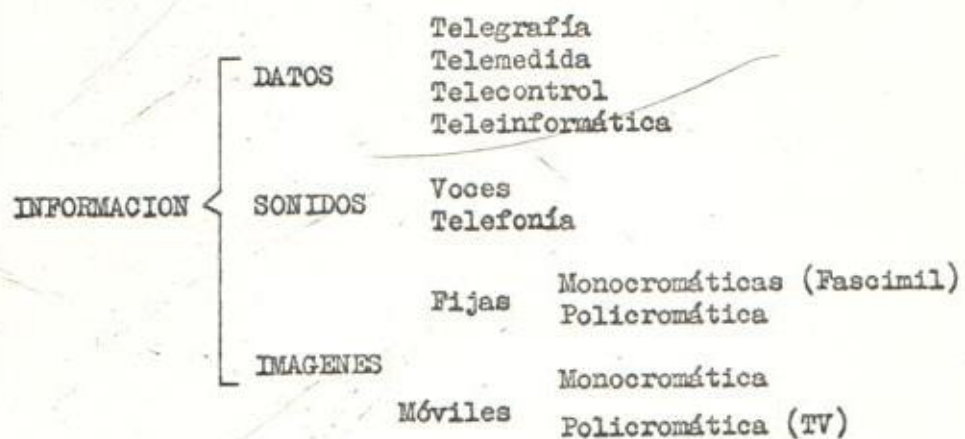 Telegrafía
Telemedida
DATOS
Telecontrol
Teleinformática
Voces
INFORMACION
SONIDOS
Telefonía
Monocromáticas (Fascimil)
Fijas
Policromática
IMAGENES
Monocromática
Móviles
Policromática (TV)